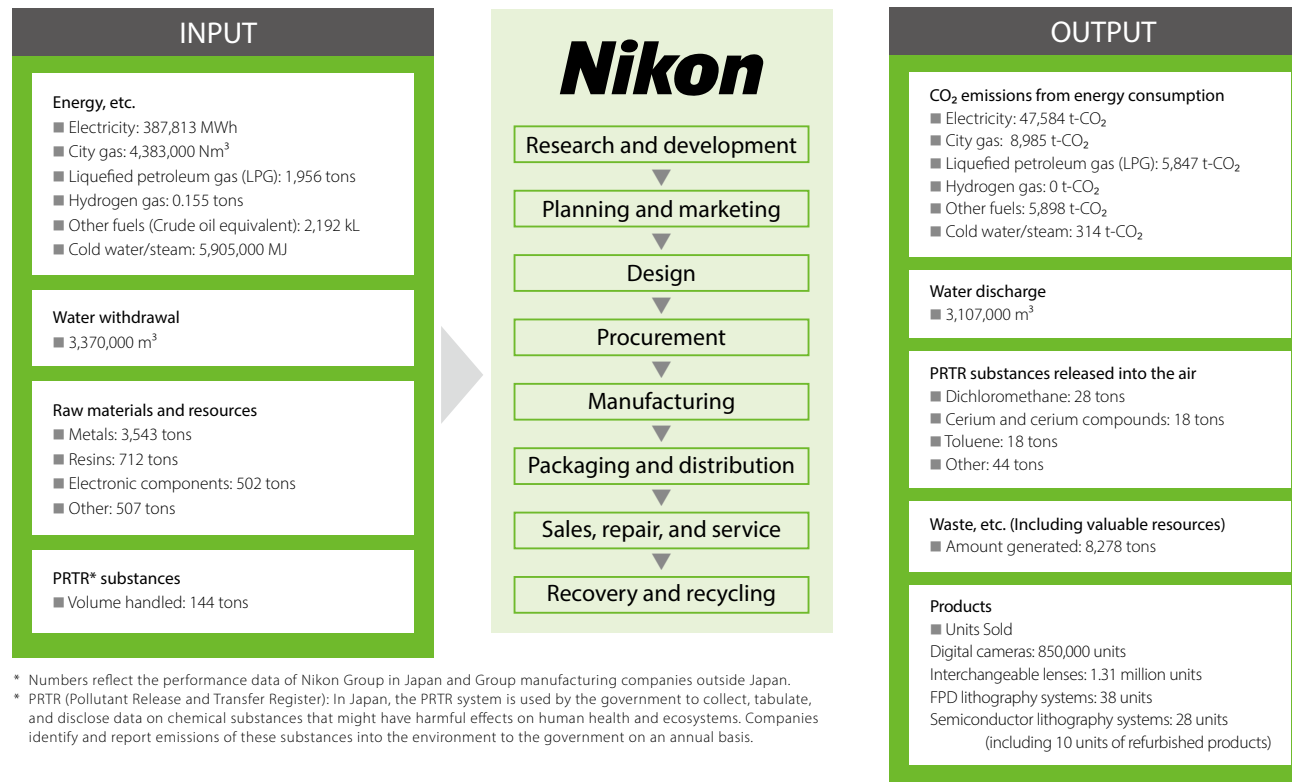 INPUT
Energy, etc.
■ Electricity: 387,813 MWh
■ City gas: 4,383,000 Nm³
■ Liquefied petroleum gas (LPG): 1,956 tons
■ Hydrogen gas: 0.155 tons
■ Other fuels (Crude oil equivalent): 2,192 kL
■ Cold water/steam: 5,905,000 MJ
Water withdrawal
■ 3,370,000 m³
Raw materials and resources
■ Metals: 3,543 tons
■ Resins: 712 tons
■ Electronic components: 502 tons
■ Other: 507 tons
PRTR* substances
■ Volume handled: 144 tons
Nikon
Research and development
Planning and marketing
Design
Procurement
Manufacturing
Packaging and distribution
Sales, repair, and service
Recovery and recycling
OUTPUT
CO₂ emissions from energy consumption
■ Electricity: 47,584 t-CO₂
■ City gas: 8,985 t-CO₂
■ Liquefied petroleum gas (LPG): 5,847 t-CO₂
■ Hydrogen gas: 0 t-CO₂
■ Other fuels: 5,898 t-CO₂
■ Cold water/steam: 314 t-CO₂
Water discharge
■ 3,107,000 m³
PRTR substances released into the air
■ Dichloromethane: 28 tons
■ Cerium and cerium compounds: 18 tons
■ Toluene: 18 tons
■ Other: 44 tons
Waste, etc. (Including valuable resources)
■ Amount generated: 8,278 tons
Products
■ Units Sold
Digital cameras: 850,000 units
Interchangeable lenses: 1.31 million units
FPD lithography systems: 38 units
Semiconductor lithography systems: 28 units
(including 10 units of refurbished products)
* Numbers reflect the performance data of Nikon Group in Japan and Group manufacturing companies outside Japan.
* PRTR (Pollutant Release and Transfer Register): In Japan, the PRTR system is used by the government to collect, tabulate,
and disclose data on chemical substances that might have harmful effects on human health and ecosystems. Companies
identify and report emissions of these substances into the environment to the government on an annual basis.